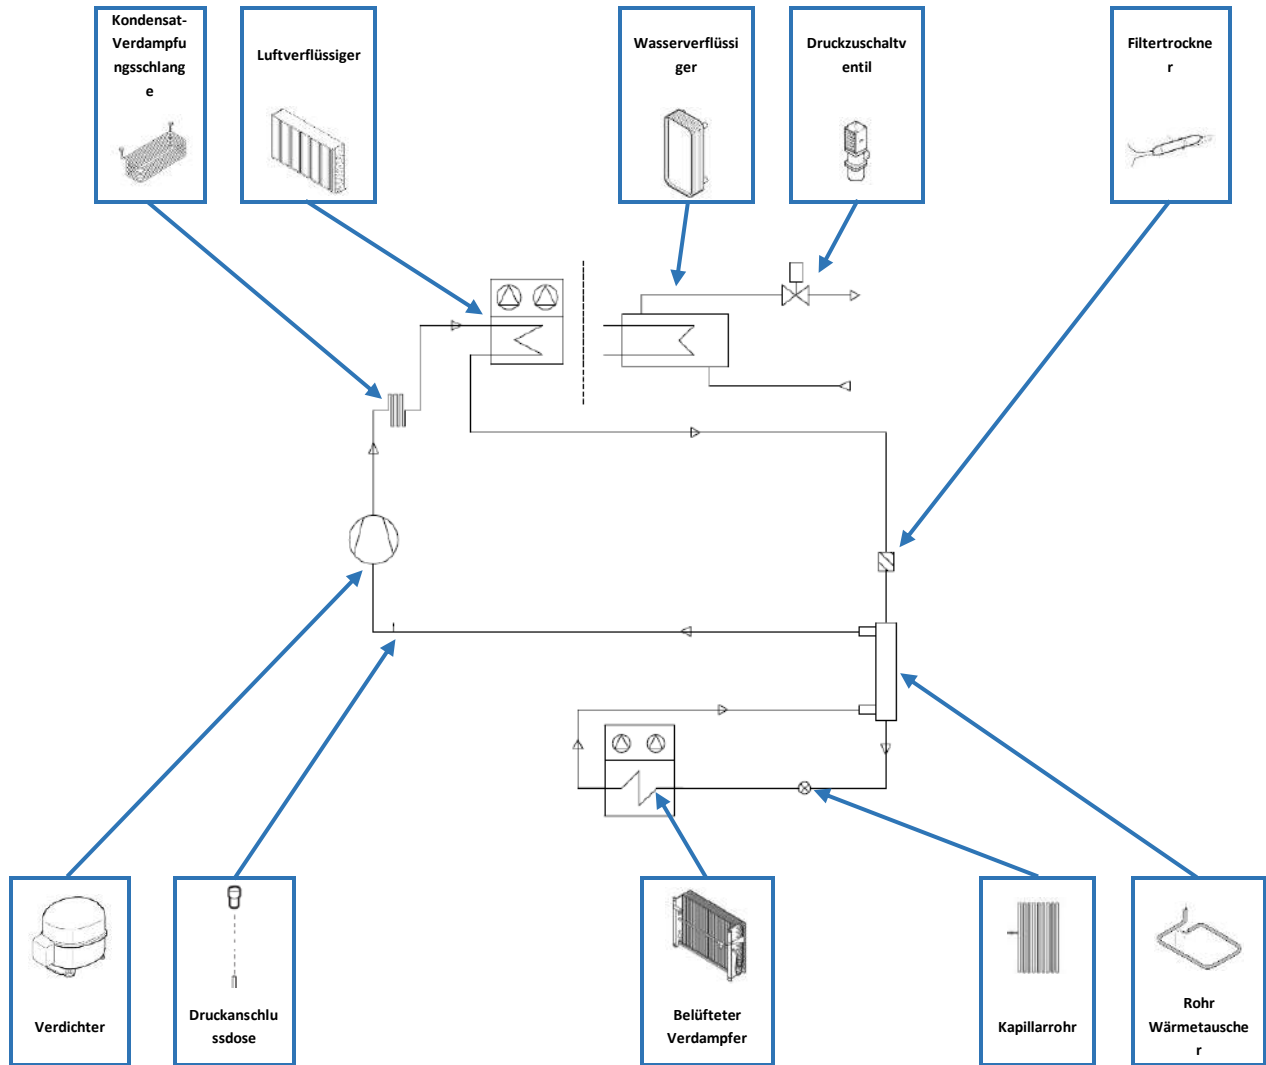 Kondensat-
Verdampfu
ngsschlang
e
Luftverflüssiger
Wasserverflüssi
ger
Druckzuschaltv
entil
Filtertrockne
r
Verdichter
Druckanschlu
ssdose
Belüfteter
Verdampfer
Kapillarrohr
Rohr
Wärmetausche
r